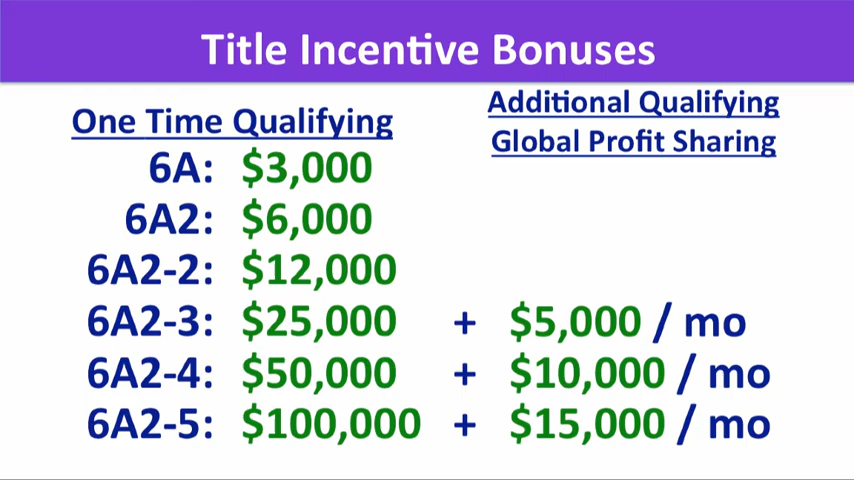 Title Incentive Bonuses
One Time Qualifying
Additional Qualifying
Global Profit Sharing
6A: $3,000
6A2: $6,000
6A2-2: $12,000
6A2-3: $25,000 + $5,000 / mo
6A2-4: $50,000 + $10,000 / mo
6A2-5: $100,000 + $15,000 / mo